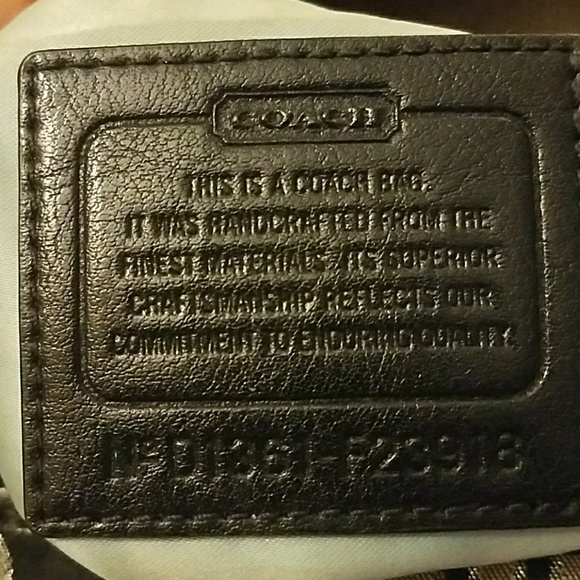 COACH
THIS IS A COACH BAG.
IT WAS HANDCRAFTED FROM THE
FINEST MATERIALS. ITS SUPERIOR
CRAFTSMANSHIP REFLECTS OUR
COMMITMENT TO ENDURING QUALITY.
Nº D1361-F23918